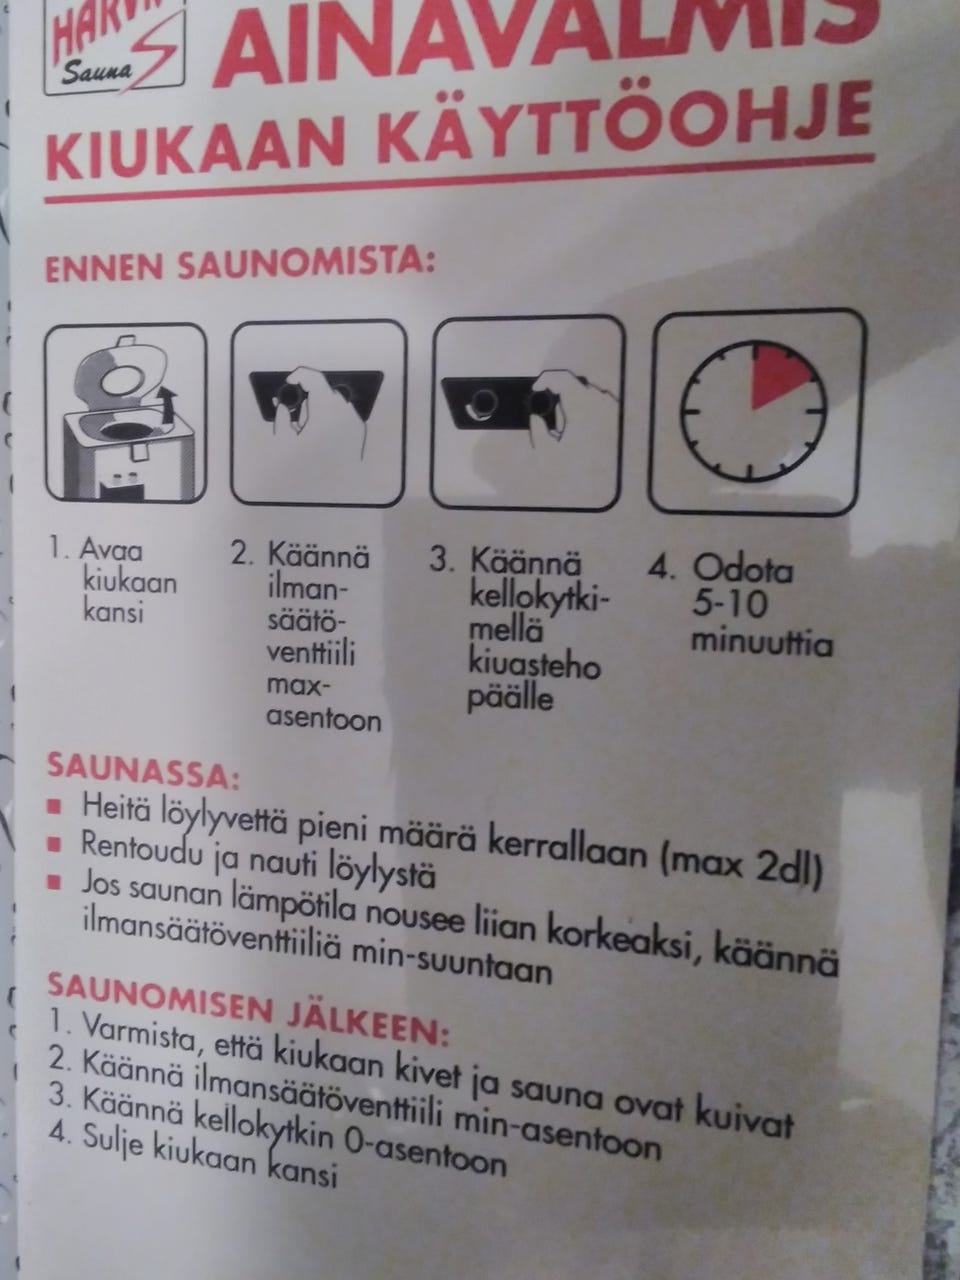 Sauna
AINAVALMIS
KIUKAAN KÄYTTÖOHJE
ENNEN SAUNOMISTA:
1. Avaa
kiukaan
kansi
2. Käännä
ilman-
säätö-
venttiili
max-
asentoon
3. Käännä
kellokytki-
mellä
kiuasteho
päälle
4. Odota
5-10
minuuttia
SAUNASSA:
Heitä löylyvettä pieni määrä kerrallaan (max 2dl)
Rentoudu ja nauti löylystä
Jos saunan lämpötila nousee liian korkeaksi, käännä
ilmansäätöventtiiliä min-suuntaan
SAUNOMISEN JÄLKEEN:
1. Varmista, että kiukaan kivet ja sauna ovat kuivat
2. Käännä ilmansäätöventtiili min-asentoon
3. Käännä kellokytkin 0-asentoon
4. Sulje kiukaan kansi